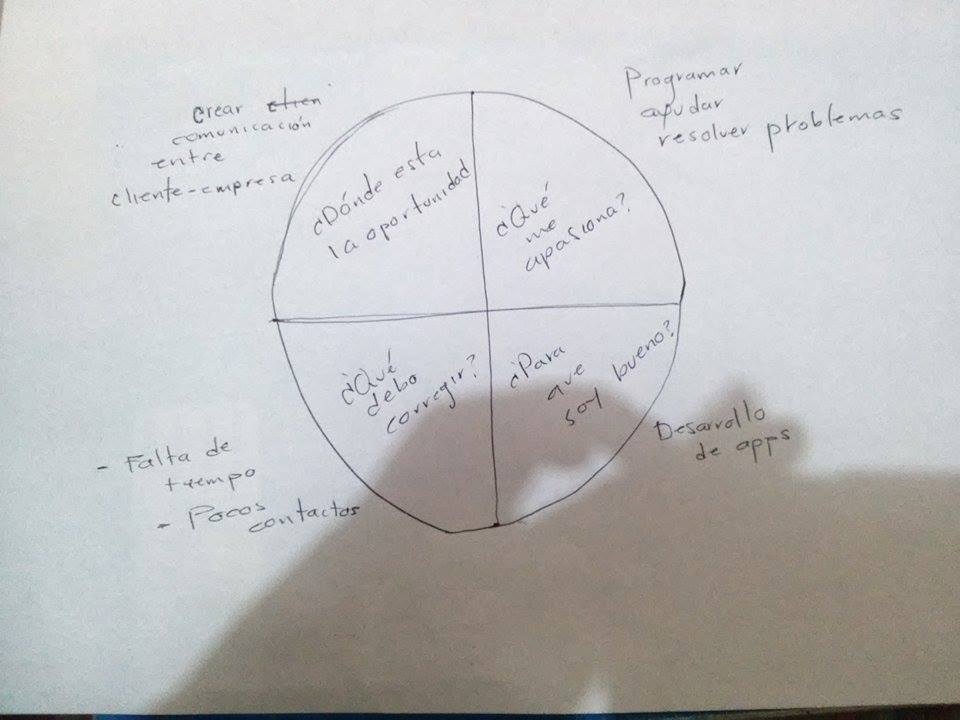 crear clien
comunicación
entre
cliente-empresa
¿Dónde esta
la oportunidad
Programar
ayudar
resolver problemas
¿Qué
me
apasiona?
¿Qué
debo
corregir?
- Falta de
tiempo
- Pocos
contactos
¿Para
que
soy bueno?
Desarrollo
de apps